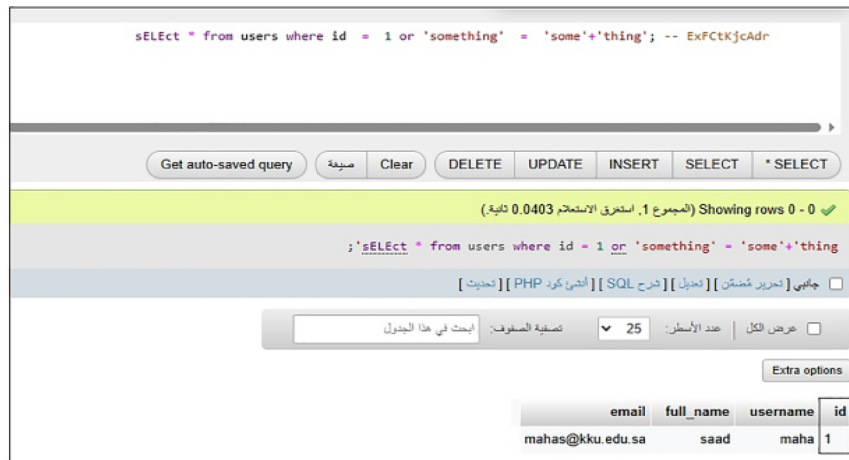 sELEct * from users where id = 1 or 'something' = 'some'+'thing'; -- ExFCtKjcAdr
Get auto-saved query صيغة Clear DELETE UPDATE INSERT SELECT * SELECT
Showing rows 0 - 0 (المجموع 1, استغرق الاستعلام 0.0403 ثانية.)
;'sELEct * from users where id = 1 or 'something' = 'some'+'thing
جانبي [ تحرير مُضمّن ] [ تعديل ] [ شرح SQL ] [ أنشئ كود PHP ] [ تحديث ]
عرض الكل | عدد الأسطر: 25 تصفية الصفوف: ابحث في هذا الجدول
Extra options
email full_name username id
mahas@kku.edu.sa saad maha 1